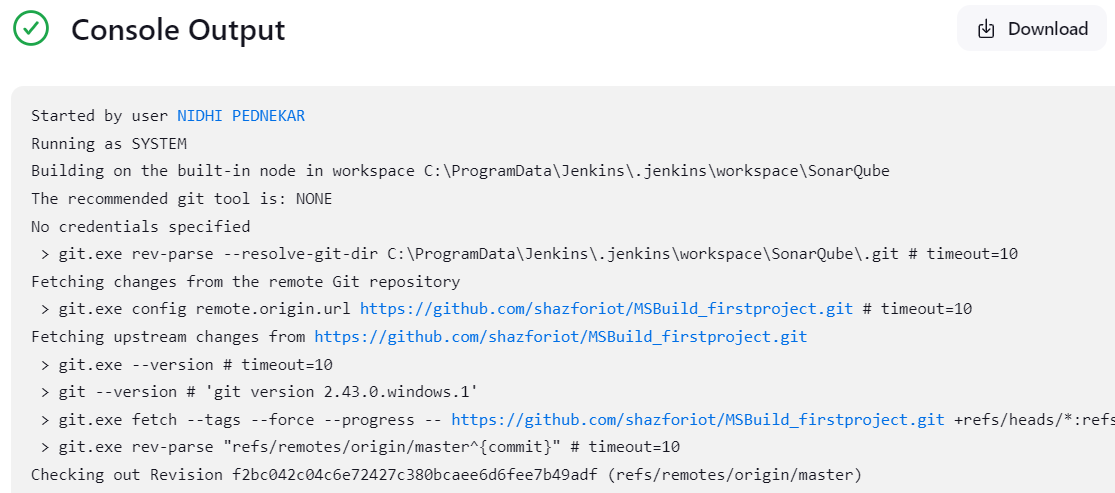 Console Output
Download
Started by user NIDHI PEDNEKAR
Running as SYSTEM
Building on the built-in node in workspace C:\ProgramData\Jenkins\.jenkins\workspace\SonarQube
The recommended git tool is: NONE
No credentials specified
> git.exe rev-parse --resolve-git-dir C:\ProgramData\Jenkins\.jenkins\workspace\SonarQube\.git # timeout=10
Fetching changes from the remote Git repository
> git.exe config remote.origin.url https://github.com/shazforiot/MSBuild_firstproject.git # timeout=10
Fetching upstream changes from https://github.com/shazforiot/MSBuild_firstproject.git
> git.exe --version # timeout=10
> git --version # 'git version 2.43.0.windows.1'
> git.exe fetch --tags --force --progress -- https://github.com/shazforiot/MSBuild_firstproject.git +refs/heads/*:refs
> git.exe rev-parse "refs/remotes/origin/master^{commit}" # timeout=10
Checking out Revision f2bc042c04c6e72427c380bcaee6d6fee7b49adf (refs/remotes/origin/master)